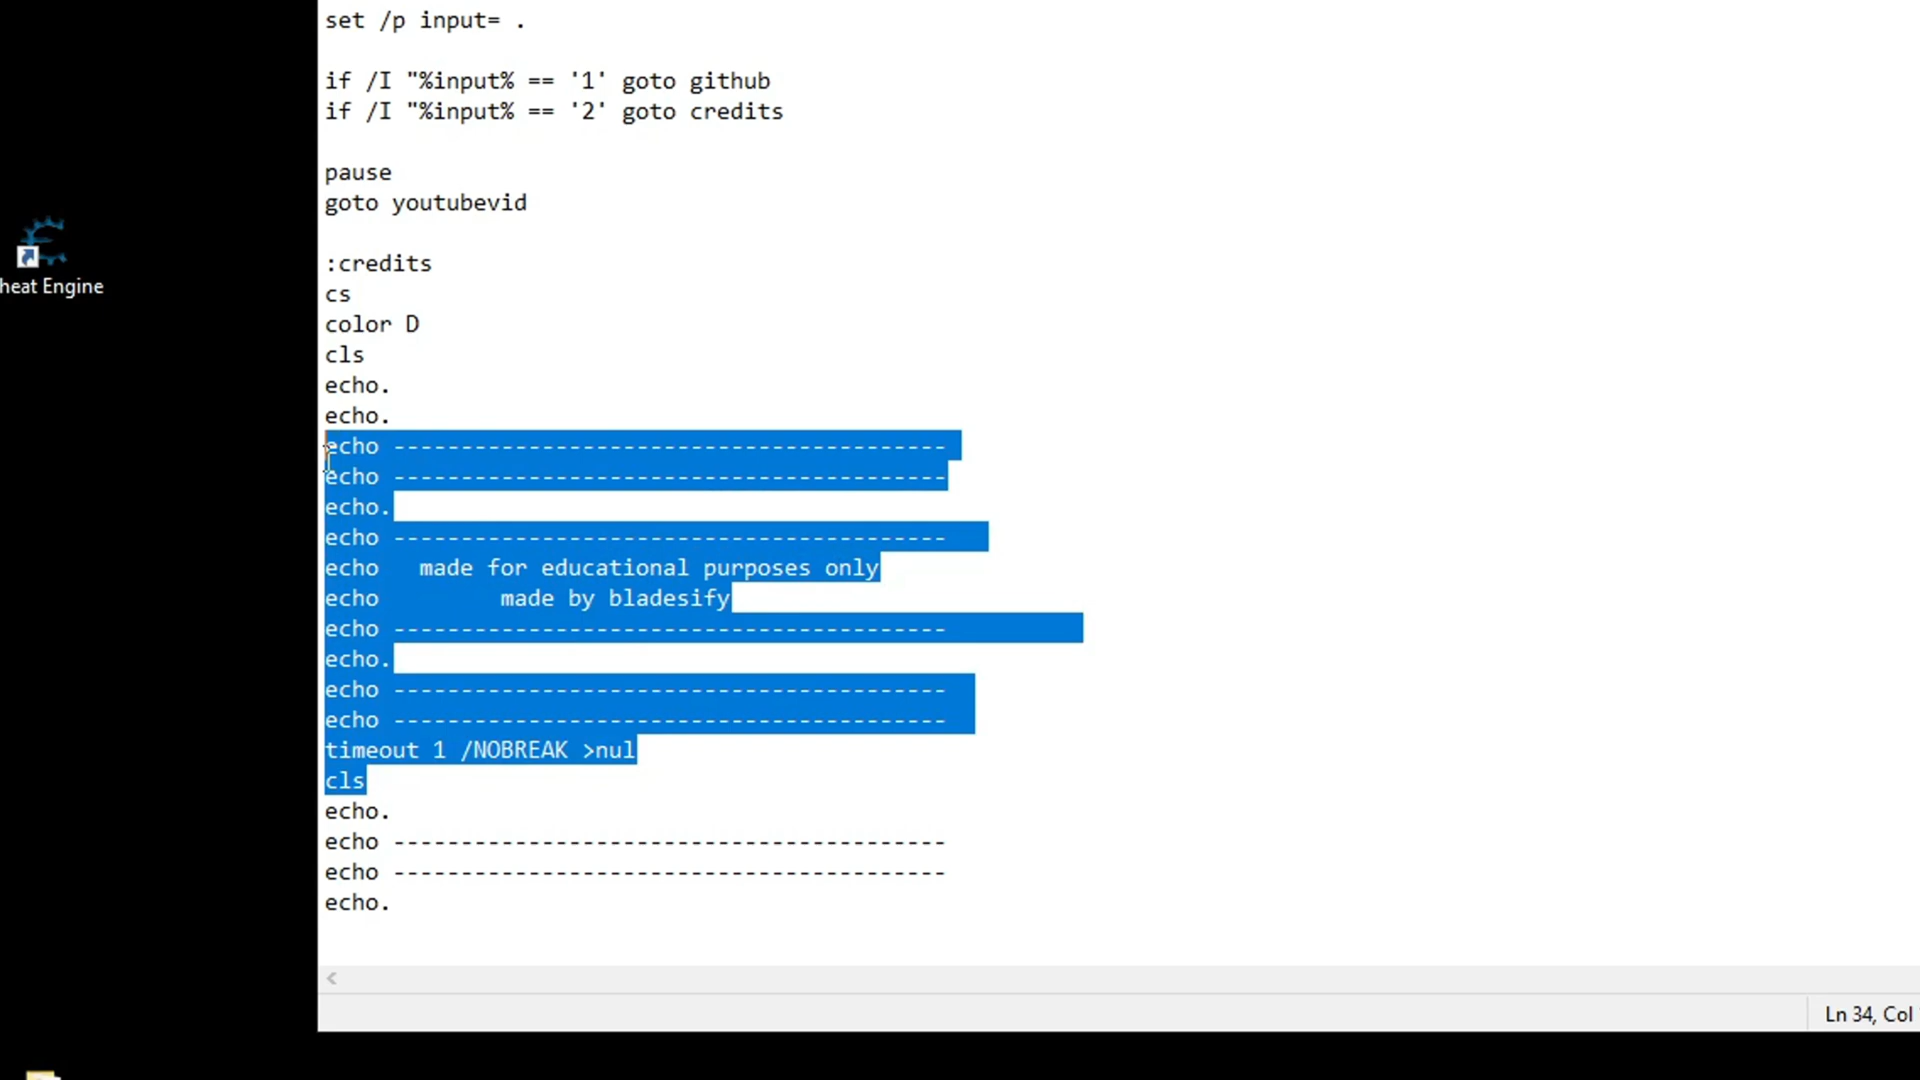 set /p input= .
if /I "%input% == '1' goto github
if /I "%input% == '2' goto credits
pause
goto youtubevid
:credits
cs
color D
cls
echo.
echo.
echo -----------------------------------------
echo -----------------------------------------
echo.
echo -----------------------------------------
echo   made for educational purposes only
echo         made by bladesify
echo -----------------------------------------
echo.
echo -----------------------------------------
echo -----------------------------------------
timeout 1 /NOBREAK >nul
cls
echo.
echo -----------------------------------------
echo -----------------------------------------
echo.
heat Engine
Ln 34, Col